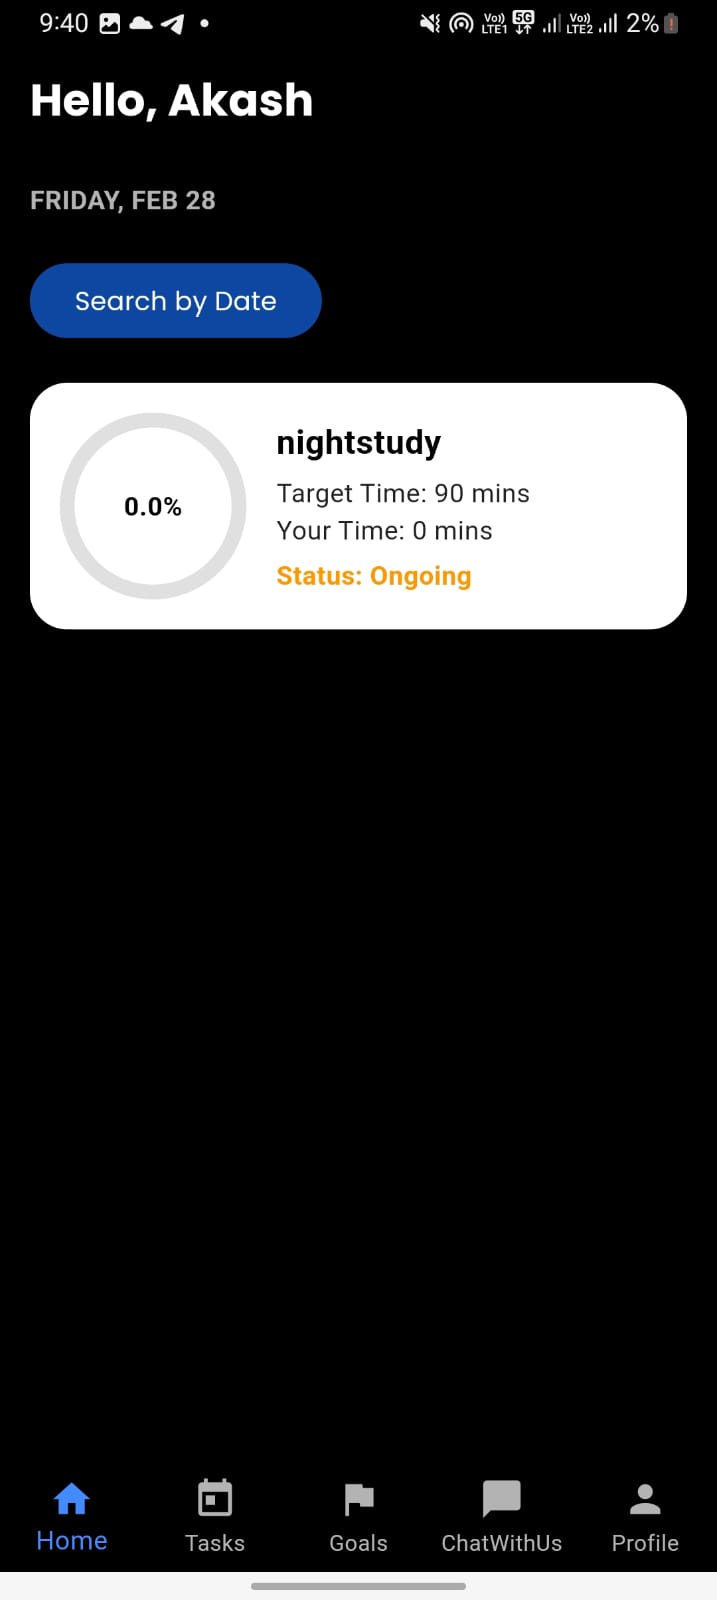 9:40 Vo)) LTE1 5G Vo)) LTE2 2%
Hello, Akash
FRIDAY, FEB 28
Search by Date
0.0%
nightstudy
Target Time: 90 mins
Your Time: 0 mins
Status: Ongoing
Home Tasks Goals ChatWithUs Profile